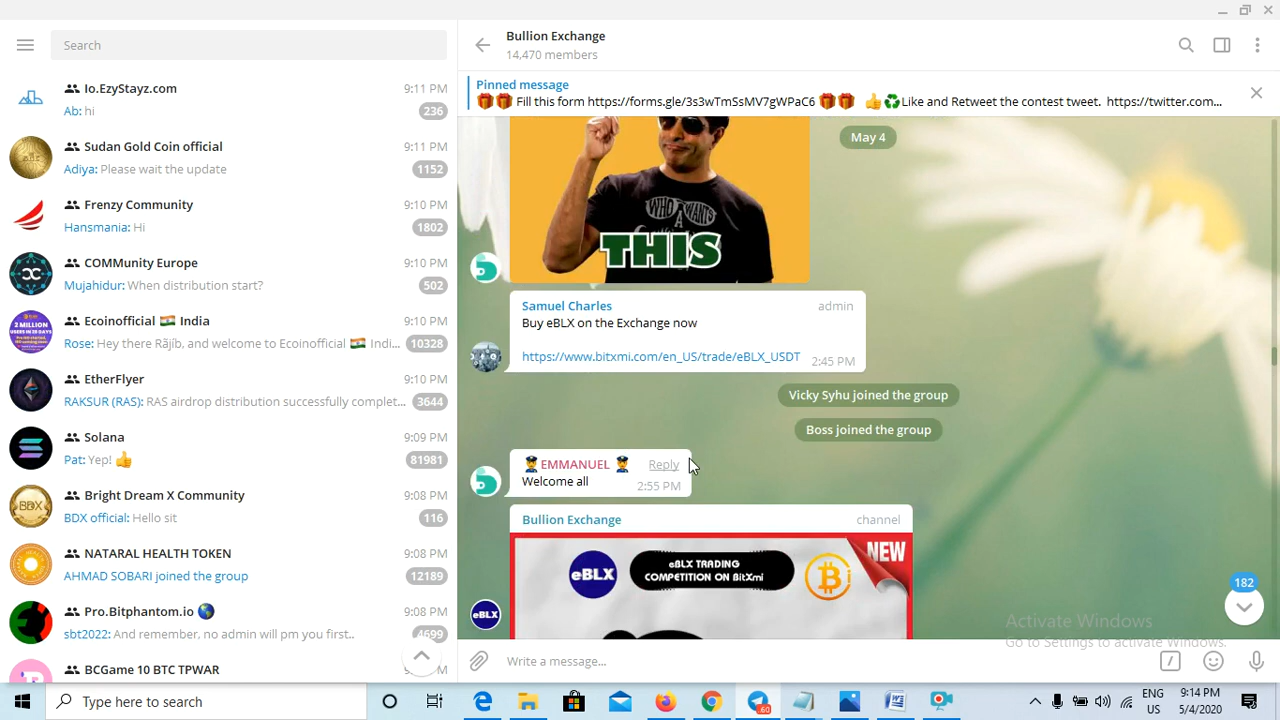 Search
Io.EzyStayz.com 9:11 PM
Ab: hi 236
Sudan Gold Coin official 9:11 PM
Adiya: Please wait the update 1152
Frenzy Community 9:10 PM
Hansmania: Hi 1802
COMMunity Europe 9:10 PM
Mujahidur: When distribution start? 502
Ecoinofficial 🇮🇳 India 9:10 PM
Rose: Hey there Rãjib, and welcome to Ecoinofficial 🇮🇳 Indi... 10328
EtherFlyer 9:10 PM
RAKSUR (RAS): RAS airdrop distribution successfully complet... 3644
Solana 9:09 PM
Pat: Yep! 👍 81981
Bright Dream X Community 9:08 PM
BDX official: Hello sit 116
NATARAL HEALTH TOKEN 9:08 PM
AHMAD SOBARI joined the group 12189
Pro.Bitphantom.io 🌎 9:08 PM
sbt2022: And remember, no admin will pm you first.. 4699
BCGame 10 BTC TPWAR 9:08 PM
Bullion Exchange
14,470 members
Pinned message
🎁🎁 Fill this form https://forms.gle/3s3wTmSsMV7gWPaC6 🎁🎁 👍♻Like and Retweet the contest tweet. https://twitter.com...
May 4
WHO
WANTS
A
THIS
Samuel Charles admin
Buy eBLX on the Exchange now
https://www.bitxmi.com/en_US/trade/eBLX_USDT 2:45 PM
Vicky Syhu joined the group
Boss joined the group
👮EMMANUEL 👮 Reply
Welcome all 2:55 PM
Bullion Exchange channel
eBLX
eBLX TRADING
COMPETITION ON BitXmi
NEW
eBLX
182
Activate Windows
Go to Settings to activate Windows.
Write a message...
Type here to search
60
ENG
US
9:14 PM
5/4/2020